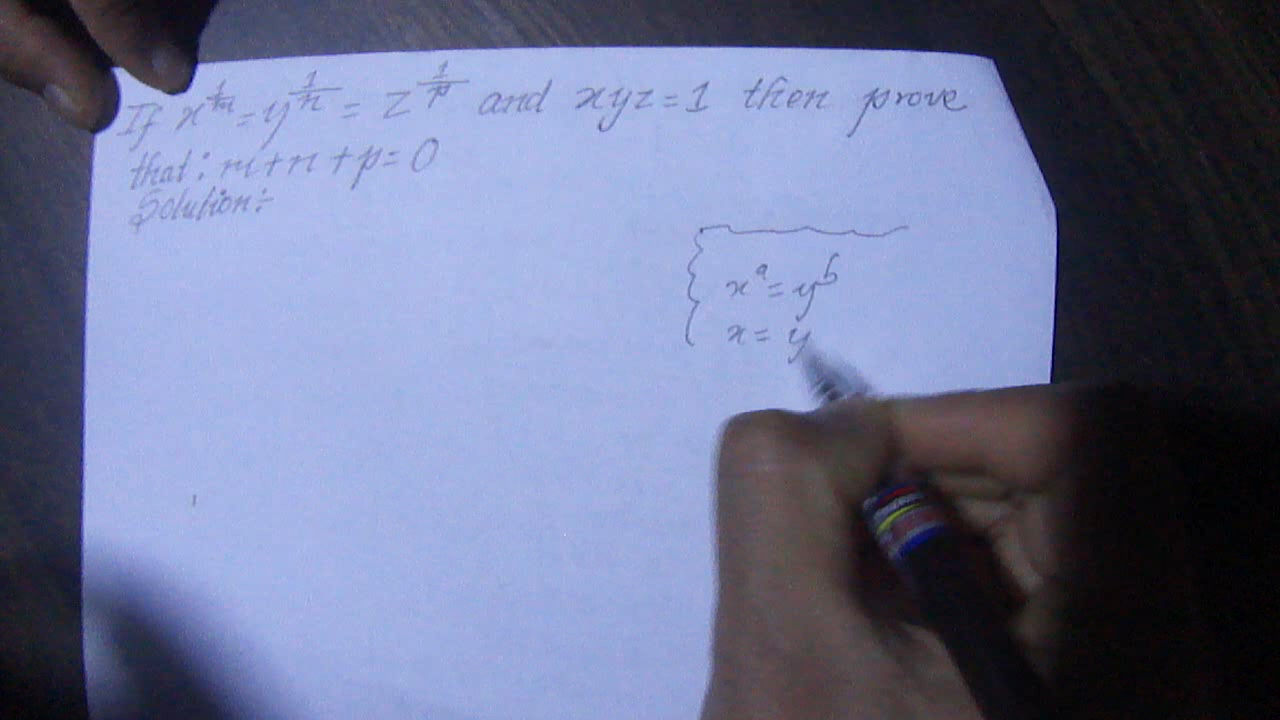 If x^(1/m) = y^(1/n) = z^(1/p) and xyz = 1 then prove
that: m+n+p = 0
Solution:-
x^a = y^b
x = y